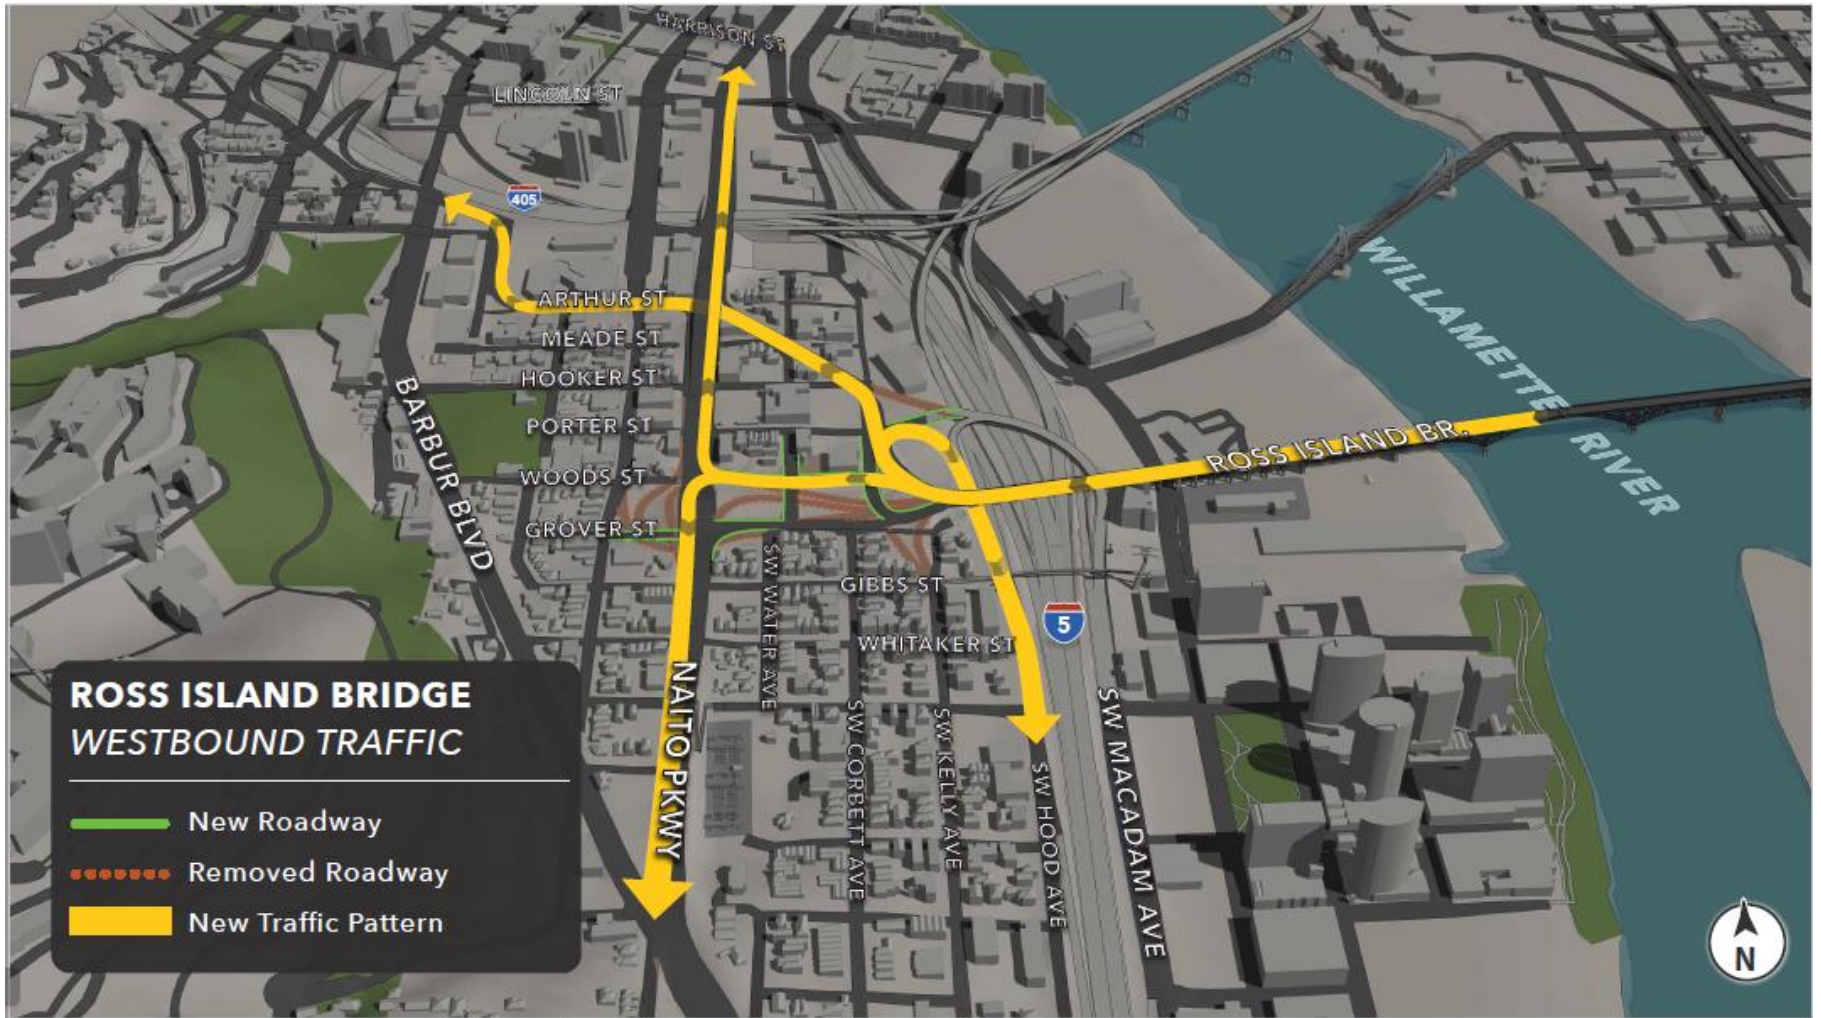 HARRISON ST
LINCOLN ST
405
ARTHUR ST
MEADE ST
HOOKER ST
PORTER ST
WOODS ST
GROVER ST
BARBUR BLVD
WILLAMETTE RIVER
ROSS ISLAND BR.
GIBBS ST
WHITAKER ST
5
NAITO PKWY
SW WATER AVE
SW CORBETT AVE
SW KELLY AVE
SW HOOD AVE
SW MACADAM AVE
ROSS ISLAND BRIDGE
WESTBOUND TRAFFIC
New Roadway
Removed Roadway
New Traffic Pattern
N